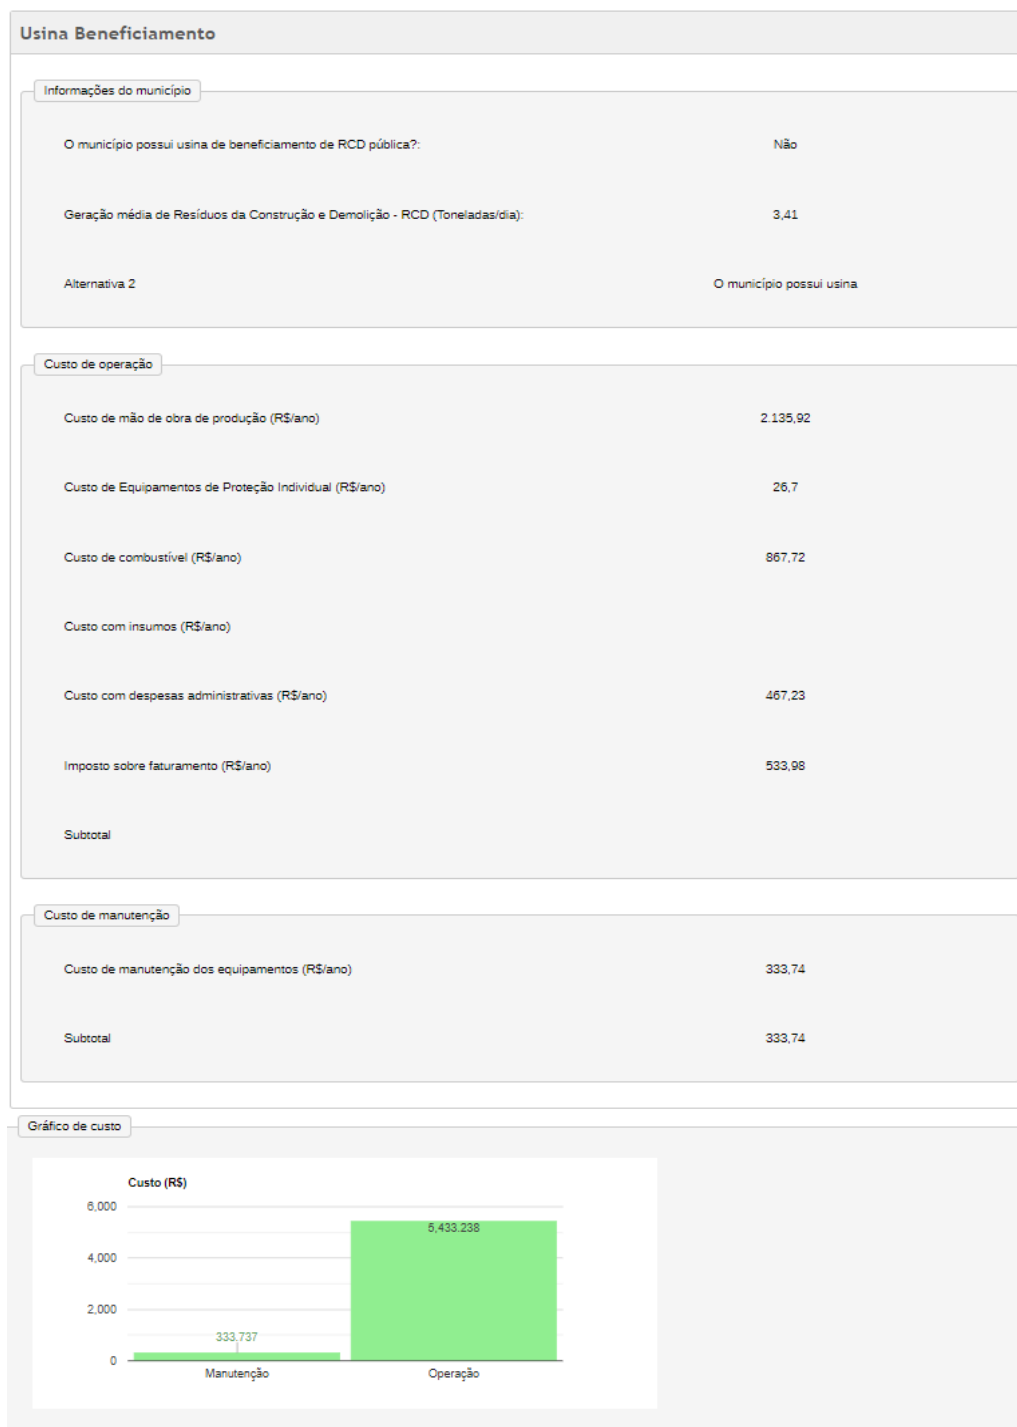 Usina Beneficiamento
Informações do município
O município possui usina de beneficiamento de RCD pública?: Não
Geração média de Resíduos da Construção e Demolição - RCD (Toneladas/dia): 3,41
Alternativa 2 O município possui usina
Custo de operação
Custo de mão de obra de produção (R$/ano) 2.135,92
Custo de Equipamentos de Proteção Individual (R$/ano) 26,7
Custo de combustível (R$/ano) 867,72
Custo com insumos (R$/ano)
Custo com despesas administrativas (R$/ano) 467,23
Imposto sobre faturamento (R$/ano) 533,98
Subtotal
Custo de manutenção
Custo de manutenção dos equipamentos (R$/ano) 333,74
Subtotal 333,74
Gráfico de custo
Custo (R$)
6,000
5,433.238
4,000
2,000
333.737
0
Manutenção Operação